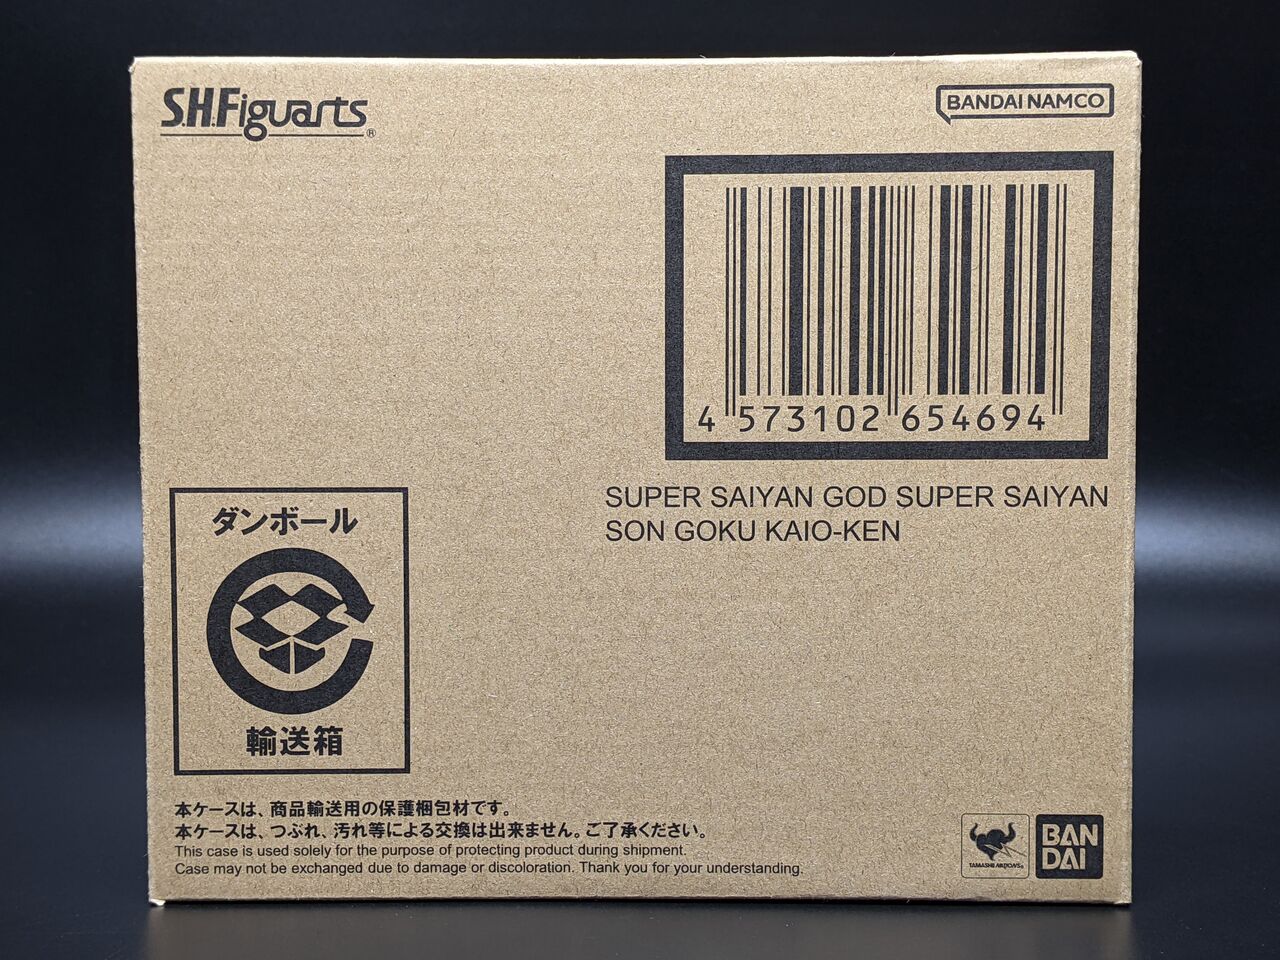 S.H.Figuarts®
BANDAI NAMCO
4 573102 654694
SUPER SAIYAN GOD SUPER SAIYAN
SON GOKU KAIO-KEN
ダンボール
輸送箱
本ケースは、商品輸送用の保護梱包材です。
本ケースは、つぶれ、汚れ等による交換は出来ません。ご了承ください。
This case is used solely for the purpose of protecting product during shipment.
Case may not be exchanged due to damage or discoloration. Thank you for your understanding.
TAMASHII NATIONS®
BAN
DAI